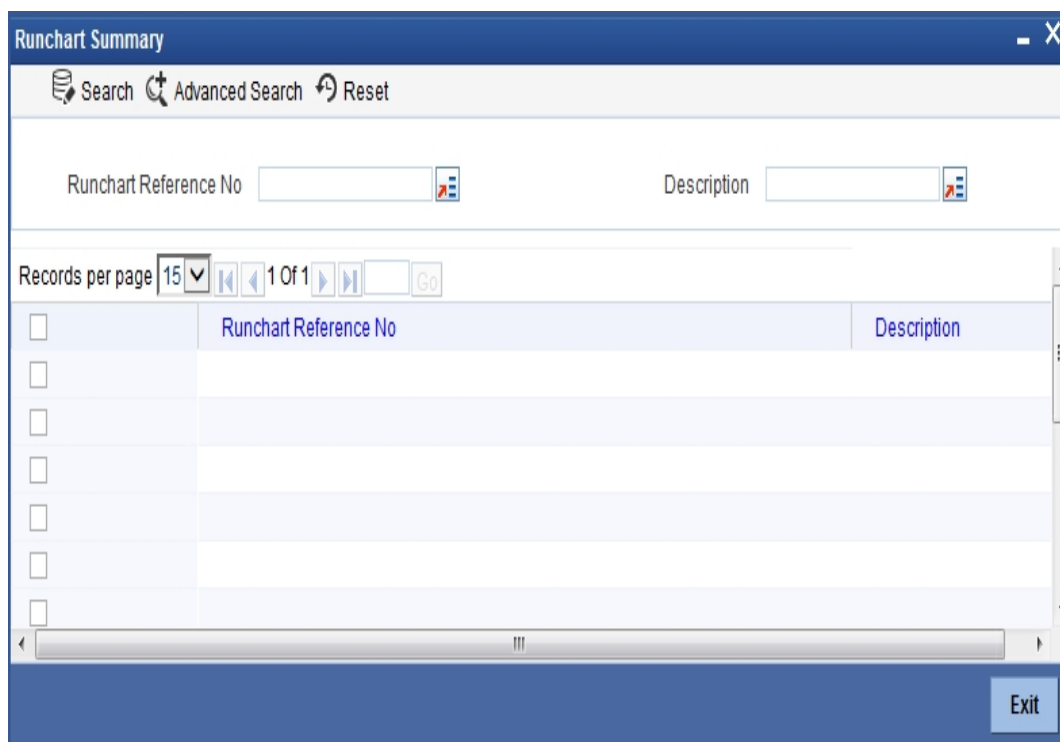 Runchart Summary
Search Advanced Search Reset
Runchart Reference No Description
Records per page 15 1 Of 1 Go
Runchart Reference No Description
Exit